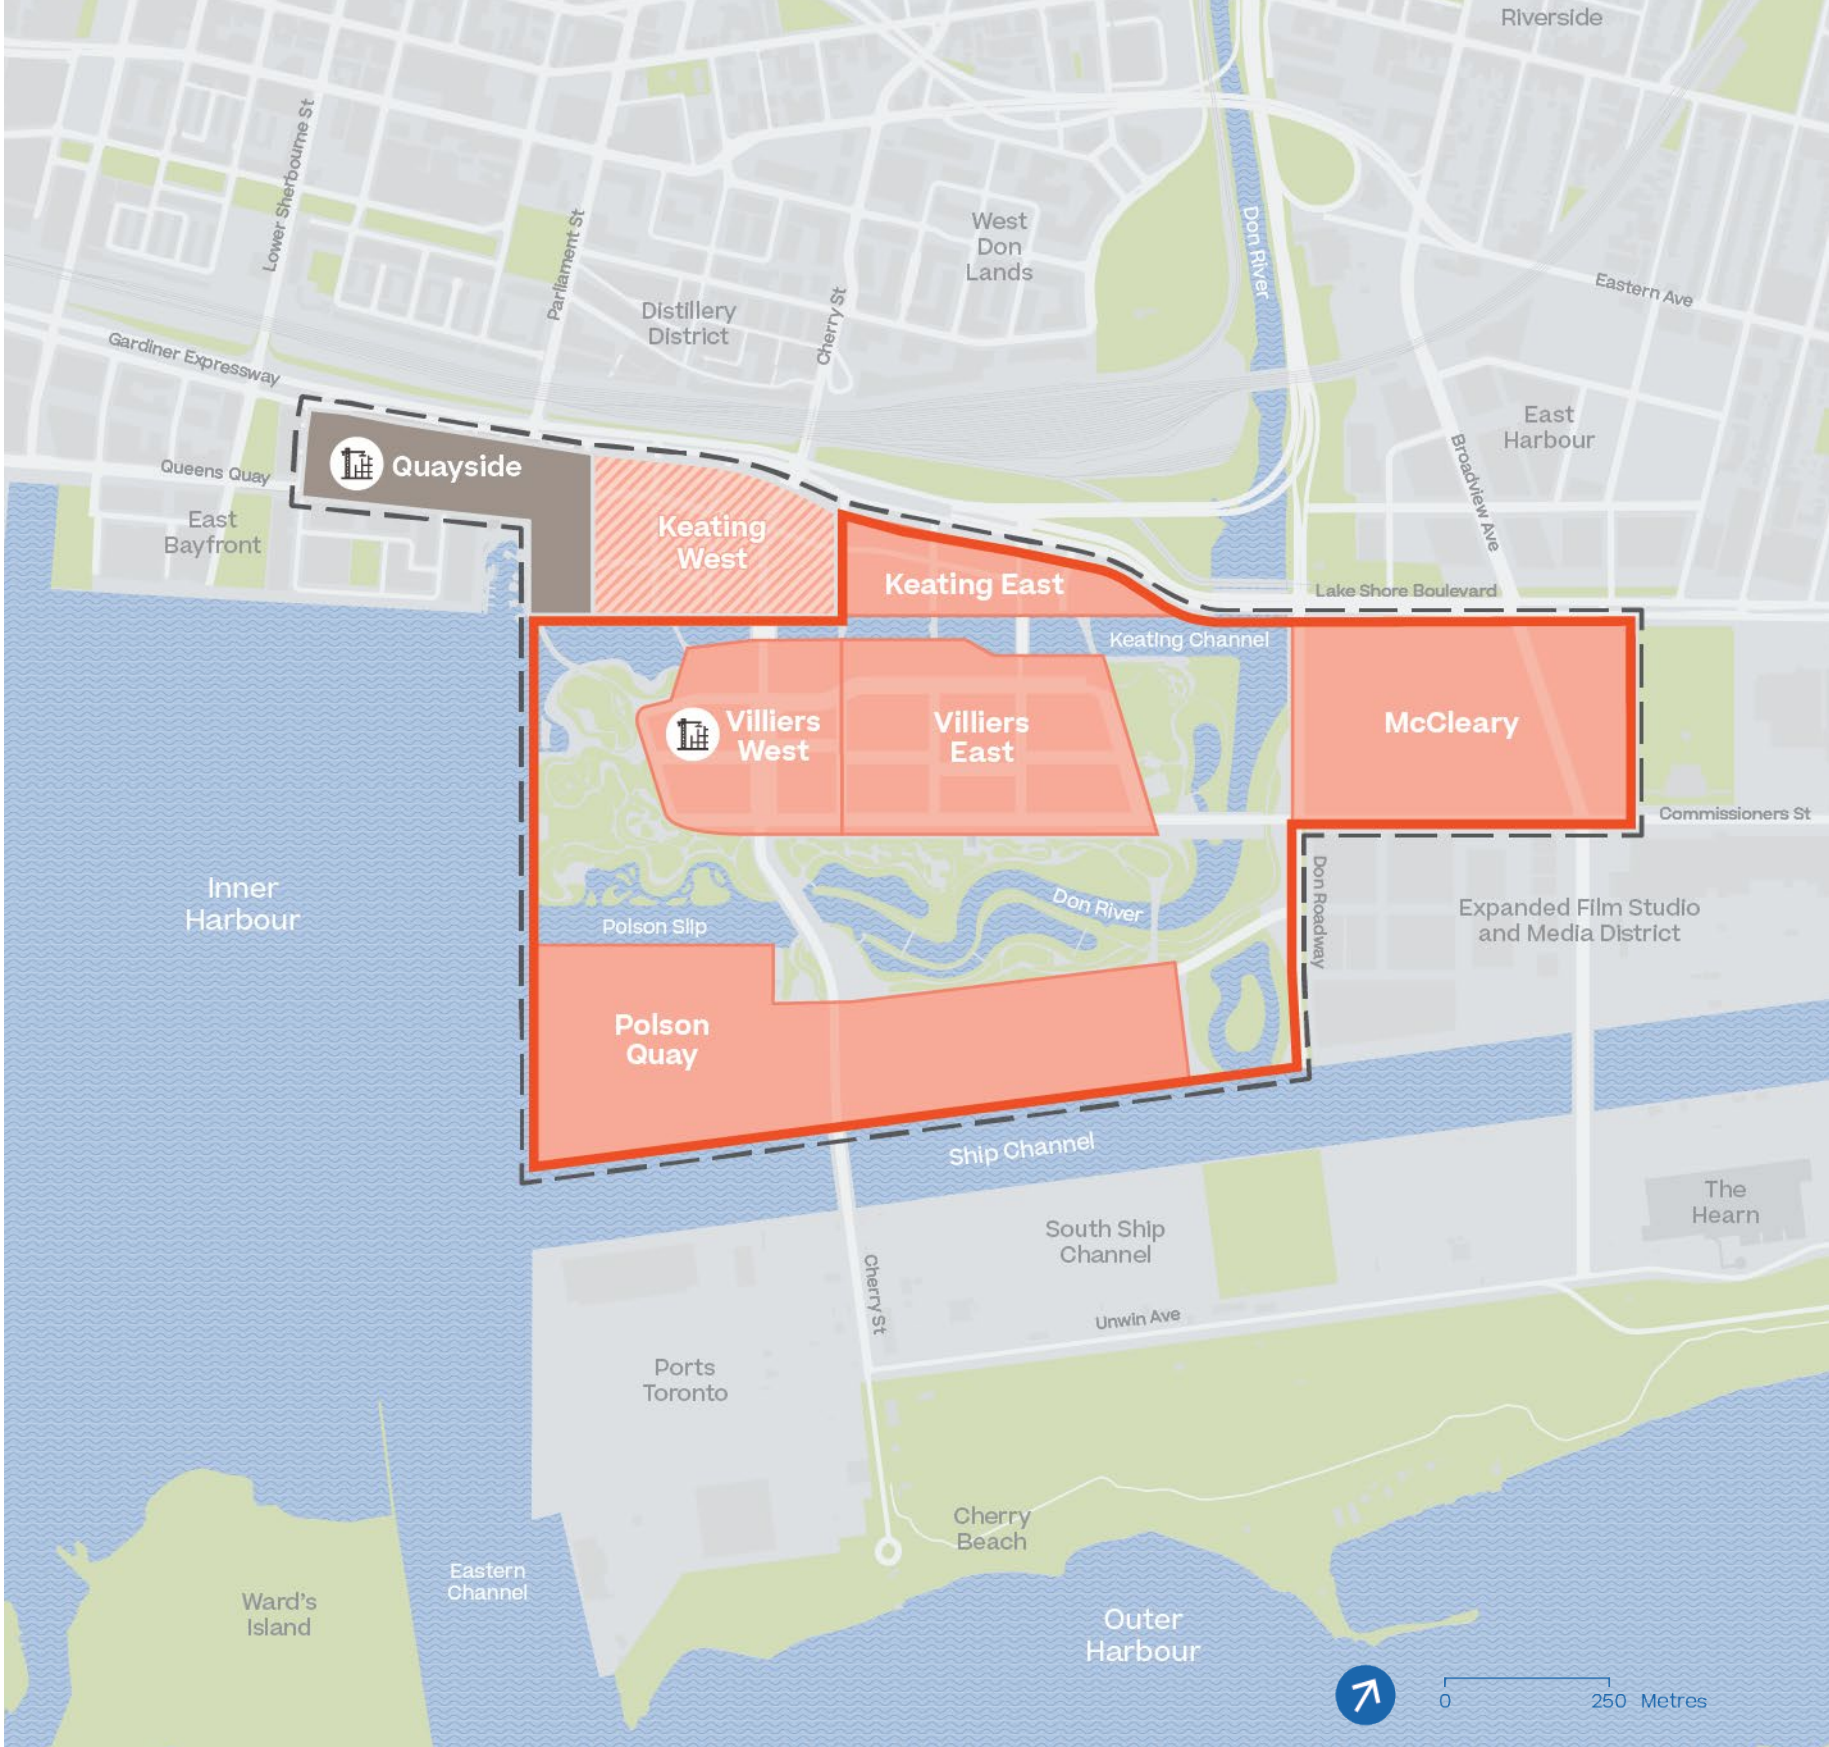 Riverside
Lower Sherbourne St
Parliament St
Don River
West
Don
Lands
Eastern Ave
Distillery
District
Cherry St
Gardiner Expressway
East
Harbour
Queens Quay
Quayside
Broadview Ave
East
Bayfront
Keating
West
Keating East
Lake Shore Boulevard
Keating Channel
Villiers
West
Villiers
East
McCleary
Commissioners St
Inner
Harbour
Don River
Don Roadway
Expanded Film Studio
and Media District
Polson Slip
Polson
Quay
Ship Channel
The
Hearn
South Ship
Channel
Cherry St
Unwin Ave
Ports
Toronto
Cherry
Beach
Eastern
Channel
Ward's
Island
Outer
Harbour
0 250 Metres